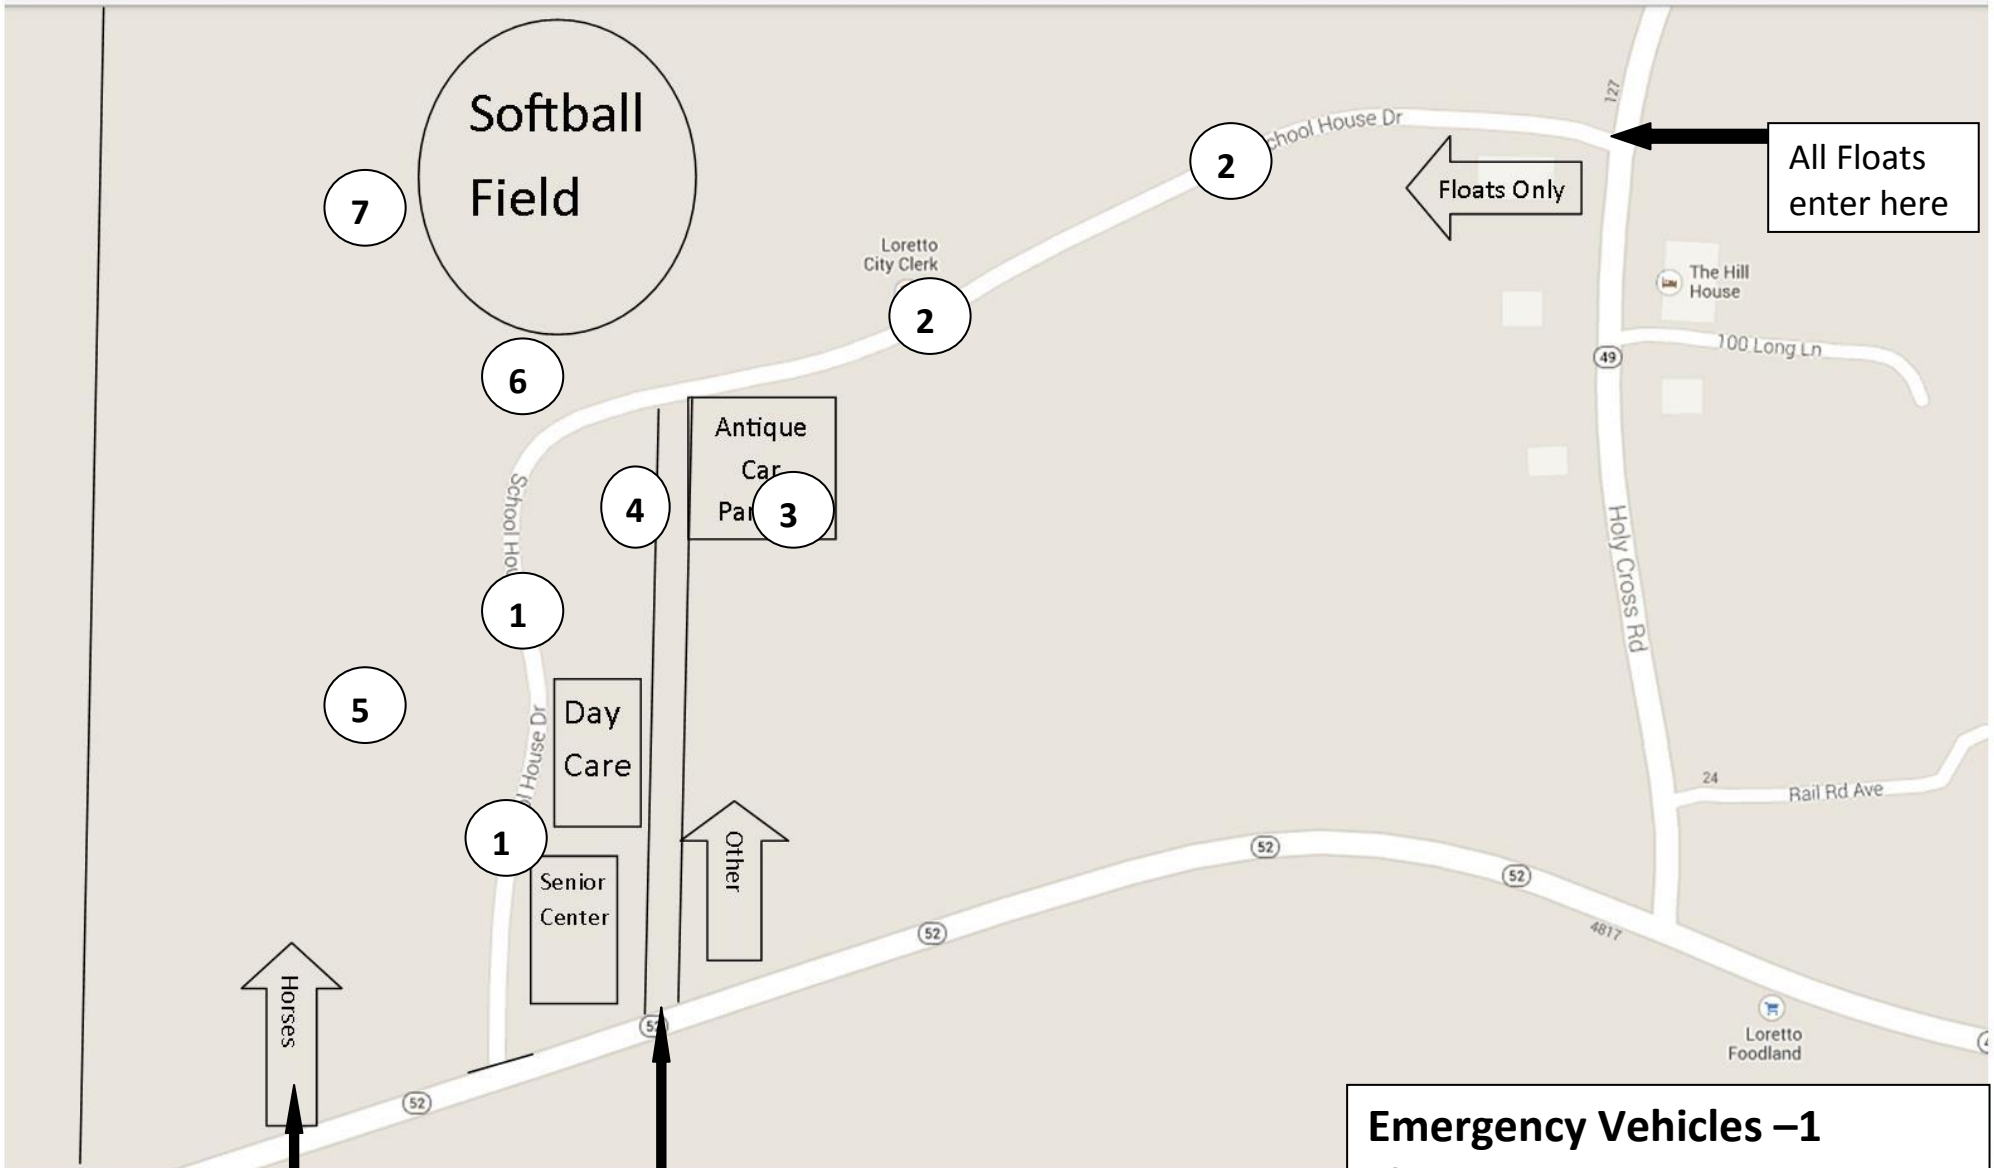 Softball
Field
7
2
chool House Dr
127
Floats Only
All Floats
enter here
Loretto
City Clerk
2
The Hill
House
100 Long Ln
49
6
Antique
Car
Par
3
4
School Hou
1
Holy Cross Rd
5
Day
Care
ol House Dr
1
Senior
Center
Other
24
Rail Rd Ave
52
52
52
4817
Horses
52
52
Loretto
Foodland
Emergency Vehicles –1